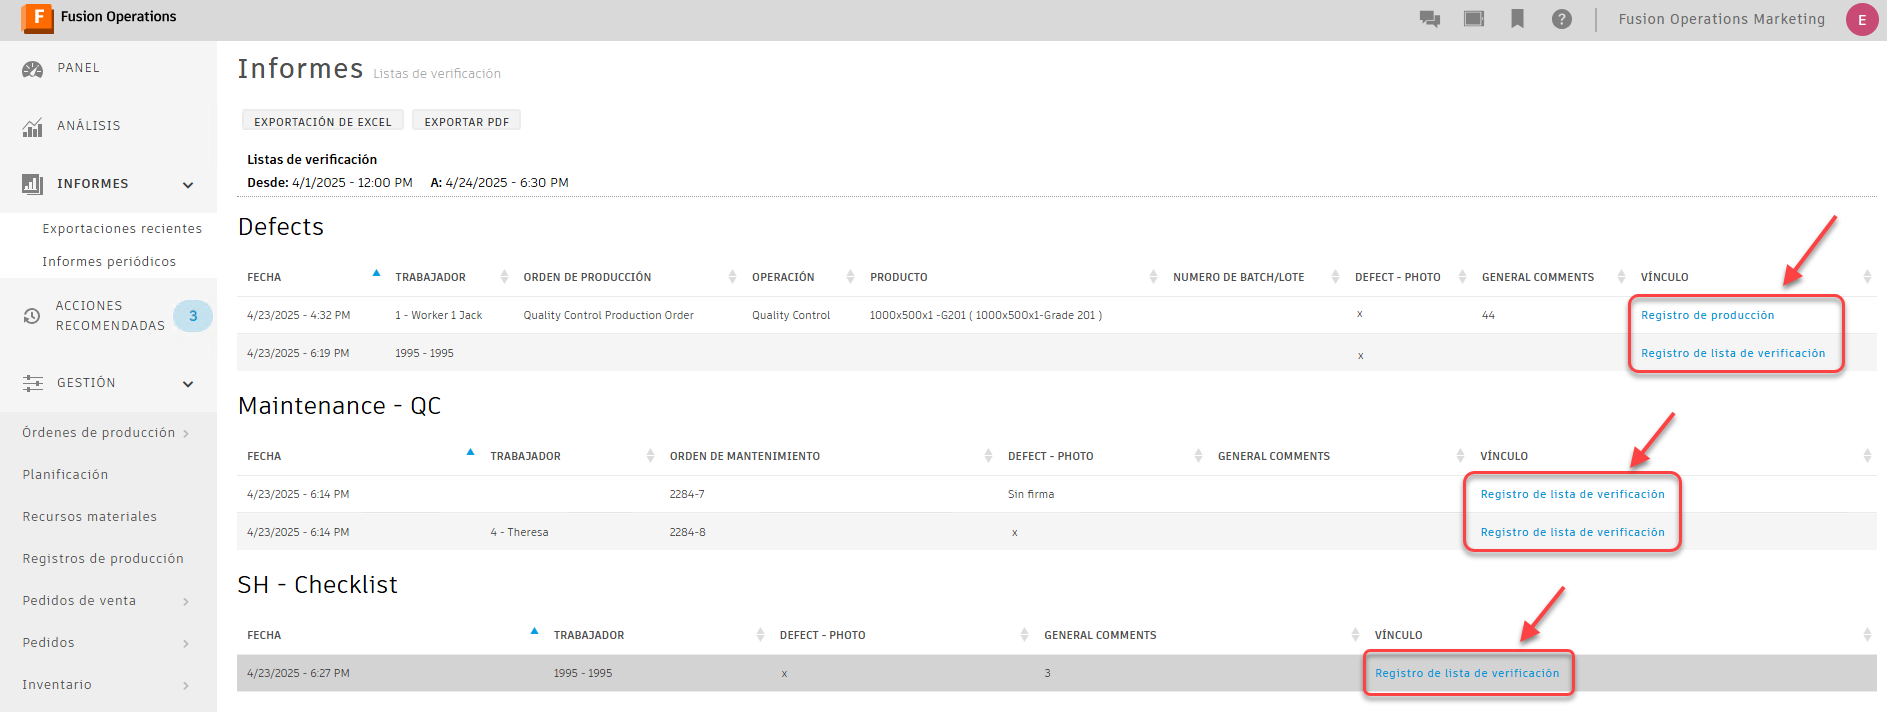 F Fusion Operations
? Fusion Operations Marketing E
PANEL
ANÁLISIS
INFORMES
Exportaciones recientes
Informes periódicos
ACCIONES
RECOMENDADAS 3
GESTIÓN
Órdenes de producción
Planificación
Recursos materiales
Registros de producción
Pedidos de venta
Pedidos
Inventario
Informes Listas de verificación
EXPORTACIÓN DE EXCEL EXPORTAR PDF
Listas de verificación
Desde: 4/1/2025 - 12:00 PM A: 4/24/2025 - 6:30 PM
Defects
FECHA TRABAJADOR ORDEN DE PRODUCCIÓN OPERACIÓN PRODUCTO NUMERO DE BATCH/LOTE DEFECT - PHOTO GENERAL COMMENTS VÍNCULO
4/23/2025 - 4:32 PM 1 - Worker 1 Jack Quality Control Production Order Quality Control 1000x500x1 -G201 ( 1000x500x1-Grade 201 ) x 44 Registro de producción
4/23/2025 - 6:19 PM 1995 - 1995 x Registro de lista de verificación
Maintenance - QC
FECHA TRABAJADOR ORDEN DE MANTENIMIENTO DEFECT - PHOTO GENERAL COMMENTS VÍNCULO
4/23/2025 - 6:14 PM 2284-7 Sin firma Registro de lista de verificación
4/23/2025 - 6:14 PM 4 - Theresa 2284-8 x Registro de lista de verificación
SH - Checklist
FECHA TRABAJADOR DEFECT - PHOTO GENERAL COMMENTS VÍNCULO
4/23/2025 - 6:27 PM 1995 - 1995 x 3 Registro de lista de verificación